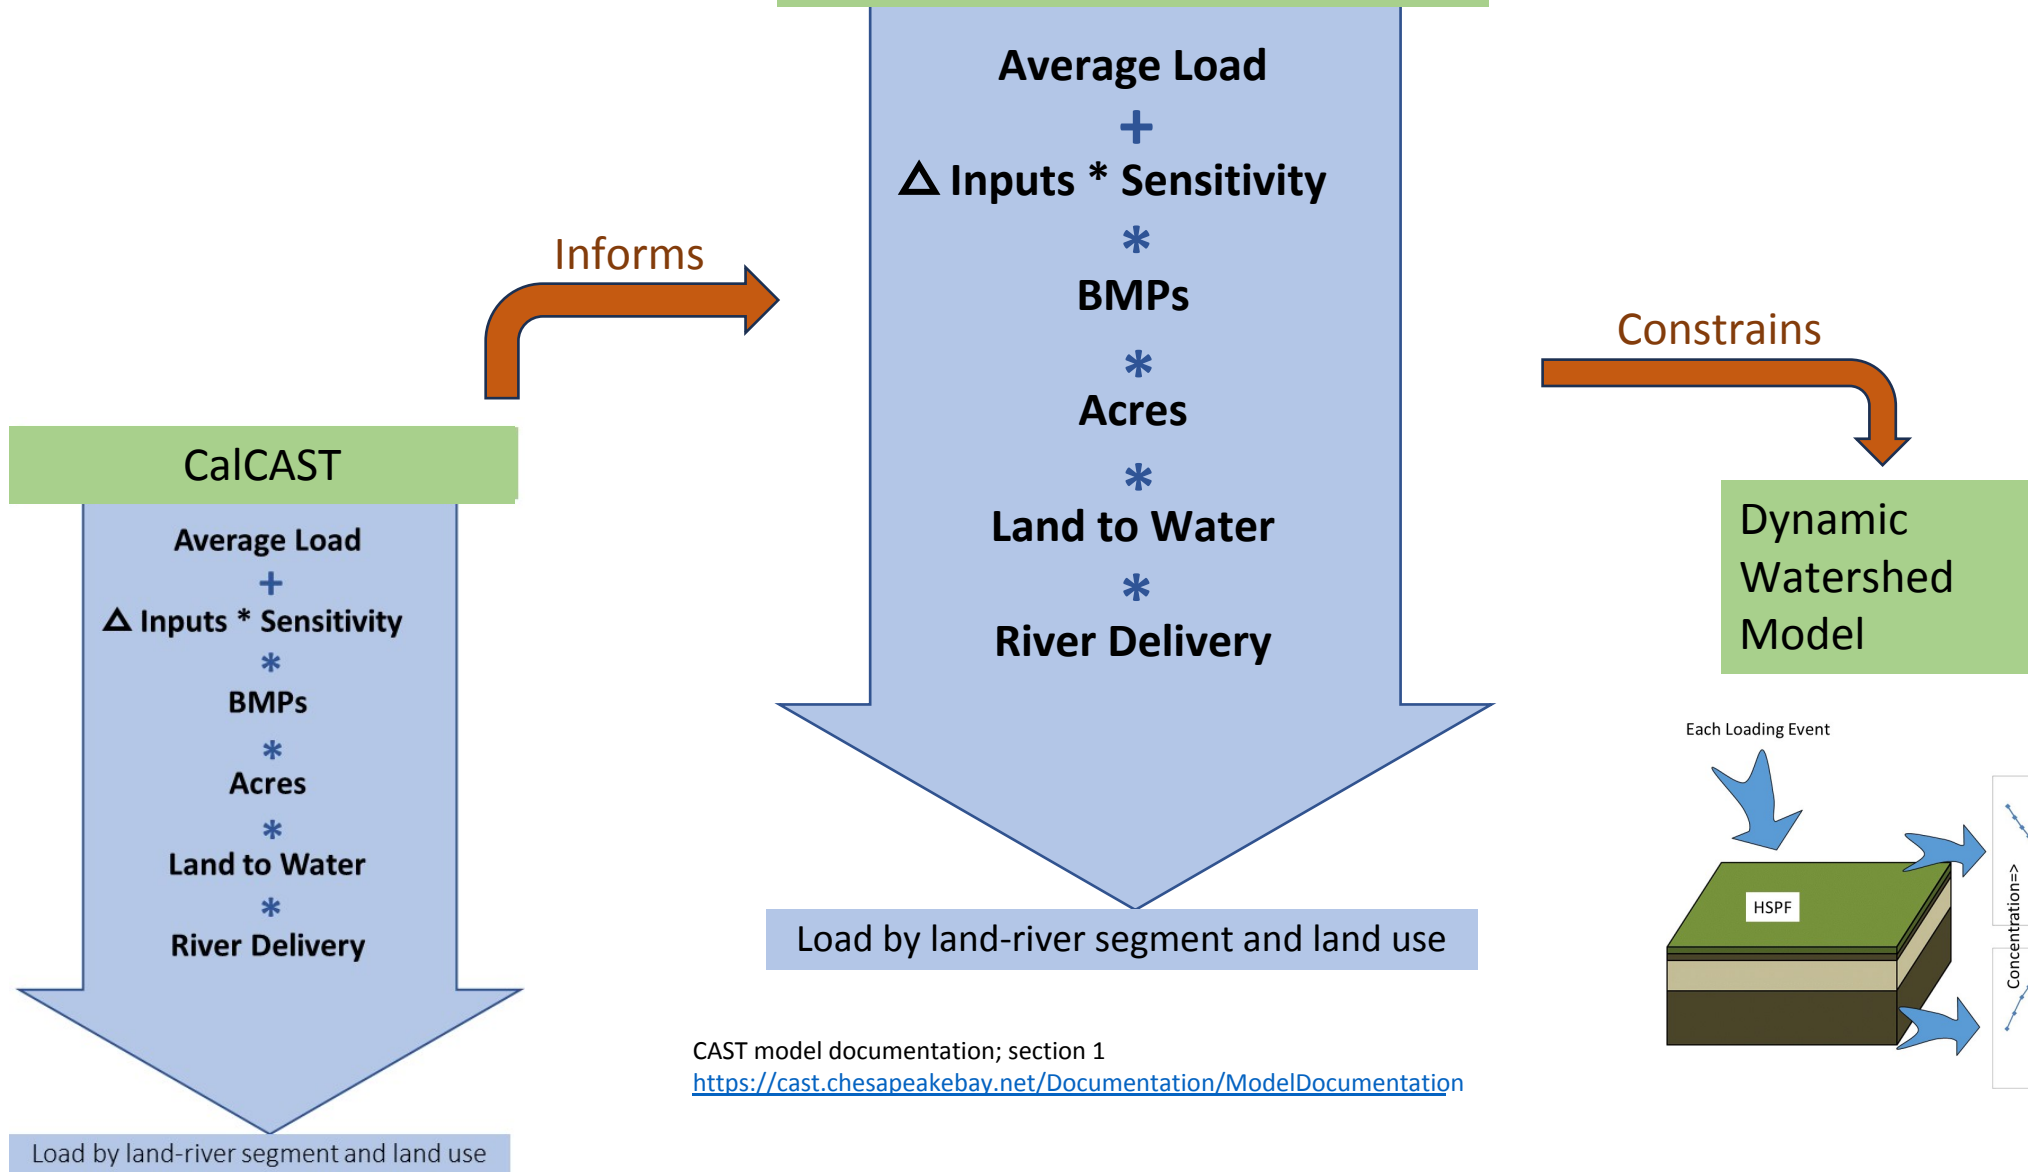 Average Load
+
Δ Inputs * Sensitivity
*
BMPs
*
Acres
*
Land to Water
*
River Delivery
Load by land-river segment and land use
Informs
Constrains
CalCAST
Average Load
+
Δ Inputs * Sensitivity
*
BMPs
*
Acres
*
Land to Water
*
River Delivery
Load by land-river segment and land use
Dynamic
Watershed
Model
Each Loading Event
HSPF
Concentration=>
CAST model documentation; section 1
https://cast.chesapeakebay.net/Documentation/ModelDocumentation